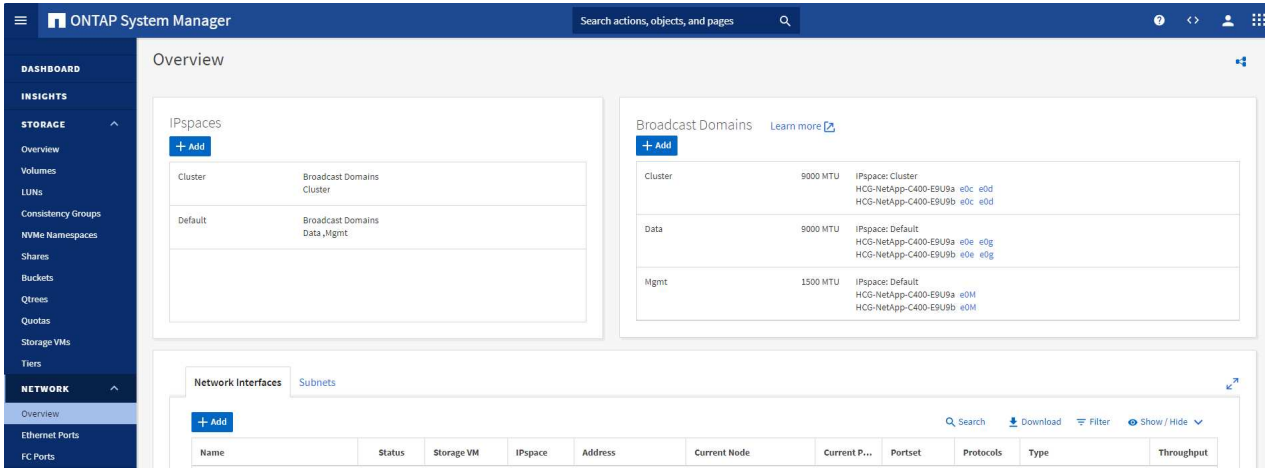 ONTAP System Manager
Search actions, objects, and pages
DASHBOARD
INSIGHTS
STORAGE
Overview
Volumes
LUNs
Consistency Groups
NVMe Namespaces
Shares
Buckets
Qtrees
Quotas
Storage VMs
Tiers
NETWORK
Overview
Ethernet Ports
FC Ports
Overview
IPspaces
+ Add
Cluster Broadcast Domains
Cluster
Default Broadcast Domains
Data ,Mgmt
Broadcast Domains Learn more
+ Add
Cluster 9000 MTU IPspace: Cluster
HCG-NetApp-C400-E9U9a e0c e0d
HCG-NetApp-C400-E9U9b e0c e0d
Data 9000 MTU IPspace: Default
HCG-NetApp-C400-E9U9a e0e e0g
HCG-NetApp-C400-E9U9b e0e e0g
Mgmt 1500 MTU IPspace: Default
HCG-NetApp-C400-E9U9a e0M
HCG-NetApp-C400-E9U9b e0M
Network Interfaces Subnets
+ Add Search Download Filter Show / Hide
Name Status Storage VM IPspace Address Current Node Current P... Portset Protocols Type Throughput